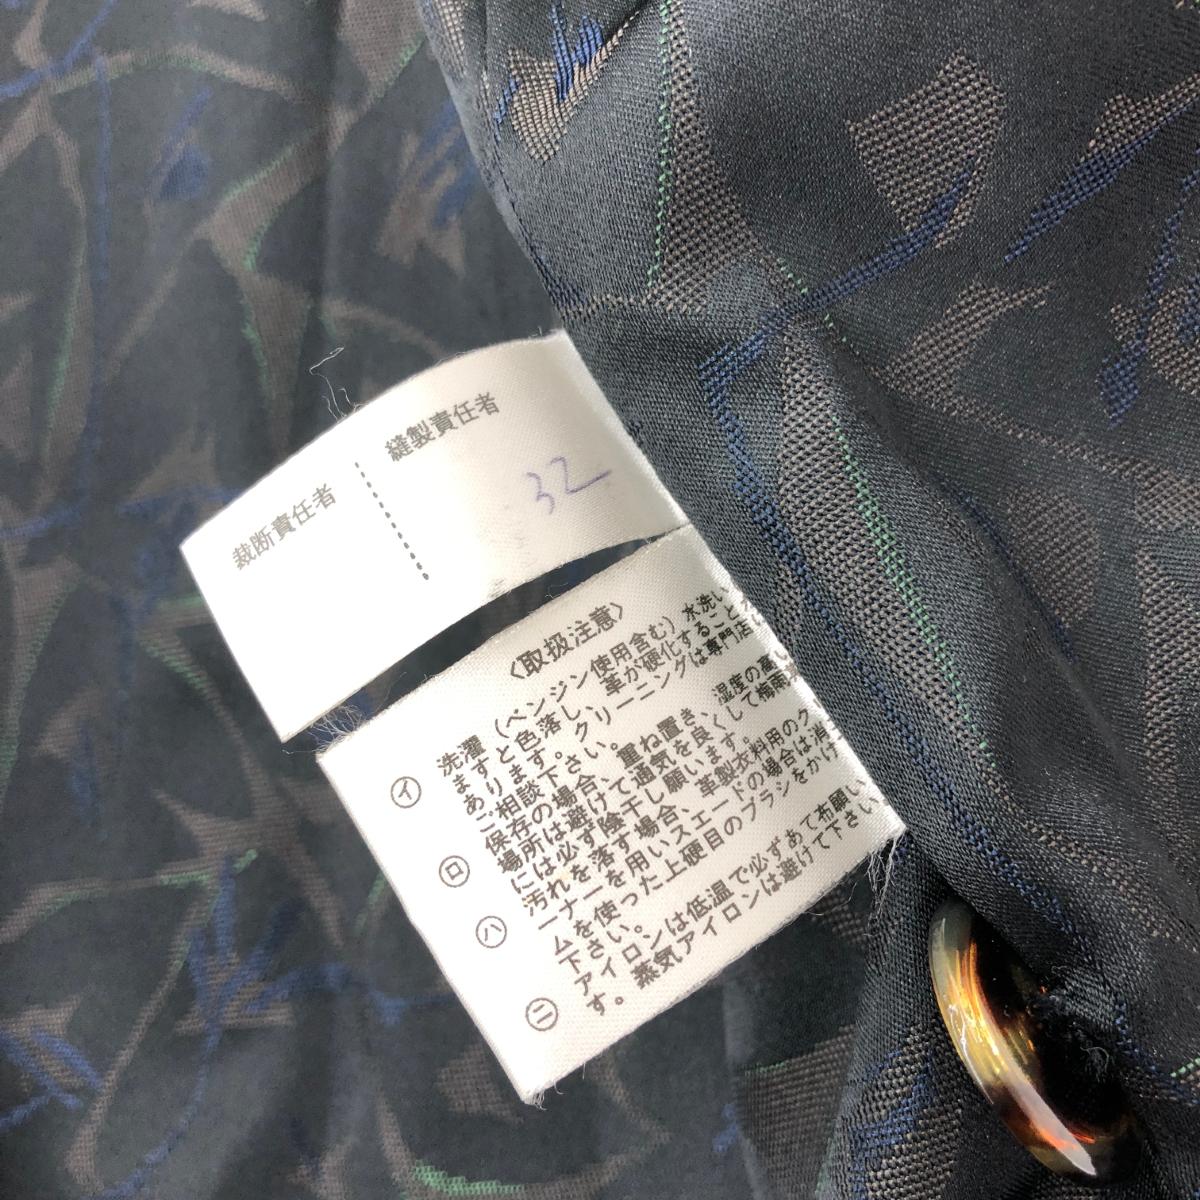 裁断責任者
縫製責任者
32
〈取扱注意〉
イ 洗濯(ベンジン使用含む)水洗い
ますと色落し、革が硬化すること
あります。クリーニングは専門店
ご相談下さい。
ロ 保存の場合、重ね置き、湿度の高い
場所は避けて通気を良くして梅雨
には必ず陰干し願います。
ハ 汚れを落す場合、革製衣料用のク
ーナーを用いスエードの場合は消
ムを使った上硬目のブラシをかけ
下さい。
ニ アイロンは低温で必ずあて布願い
す。蒸気アイロンは避けて下さい